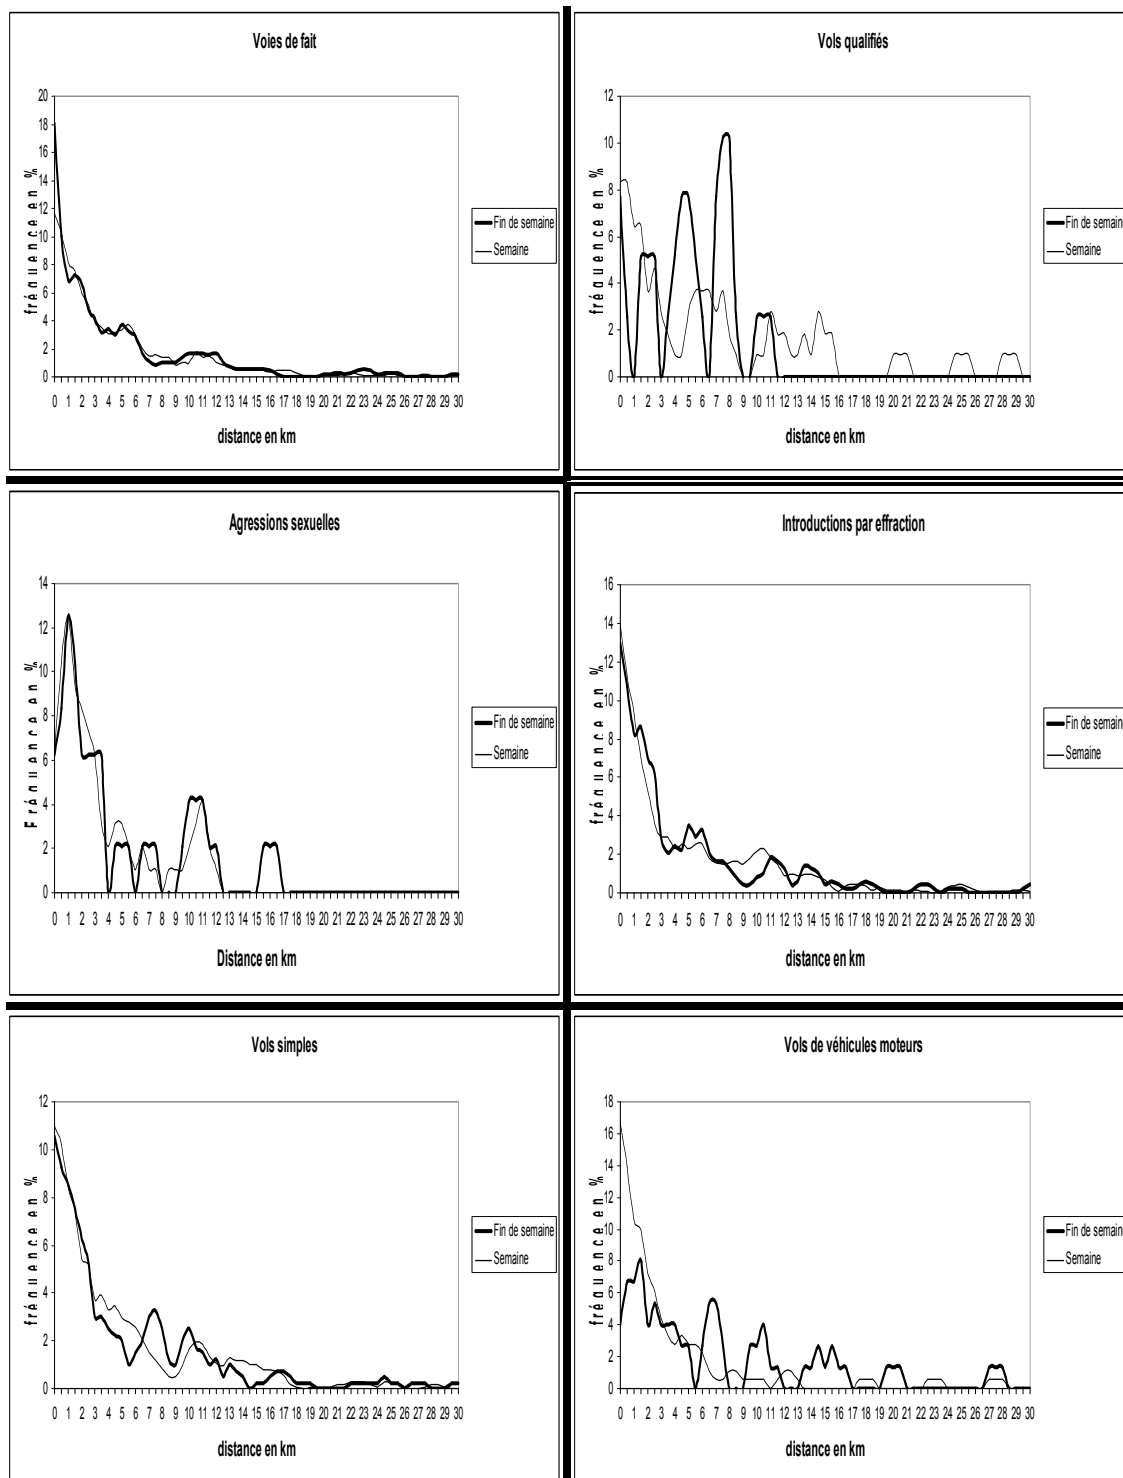 Voies de fait
20
18
16
14
12
10
8
6
4
2
0
fréquence en %
0 1 2 3 4 5 6 7 8 9 10 11 12 13 14 15 16 17 18 19 20 21 22 23 24 25 26 27 28 29 30
distance en km
Fin de semaine
Semaine
Vols qualifiés
12
10
8
6
4
2
0
fréquence en %
0 1 2 3 4 5 6 7 8 9 10 11 12 13 14 15 16 17 18 19 20 21 22 23 24 25 26 27 28 29 30
distance en km
Fin de semaine
Semaine
Agressions sexuelles
14
12
10
8
6
4
2
0
Fréquence en %
0 1 2 3 4 5 6 7 8 9 10 11 12 13 14 15 16 17 18 19 20 21 22 23 24 25 26 27 28 29 30
Distance en km
Fin de semaine
Semaine
Introductions par effraction
16
14
12
10
8
6
4
2
0
fréquence en %
0 1 2 3 4 5 6 7 8 9 10 11 12 13 14 15 16 17 18 19 20 21 22 23 24 25 26 27 28 29 30
distance en km
Fin de semaine
Semaine
Vols simples
12
10
8
6
4
2
0
fréquence en %
0 1 2 3 4 5 6 7 8 9 10 11 12 13 14 15 16 17 18 19 20 21 22 23 24 25 26 27 28 29 30
distance en km
Fin de semaine
Semaine
Vols de véhicules moteurs
18
16
14
12
10
8
6
4
2
0
fréquence en %
0 1 2 3 4 5 6 7 8 9 10 11 12 13 14 15 16 17 18 19 20 21 22 23 24 25 26 27 28 29 30
distance en km
Fin de semaine
Semaine